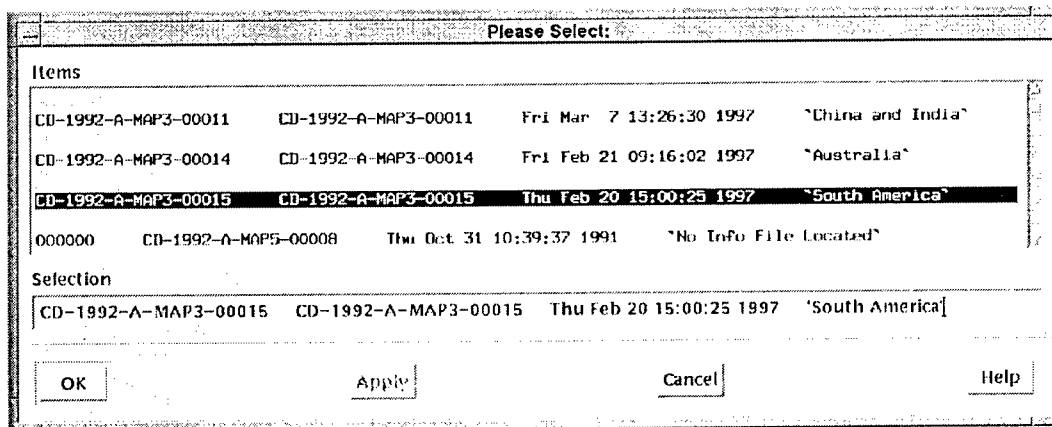 Please Select:
Items
CD-1992-A-MAP3-00011 CD-1992-A-MAP3-00011 Fri Mar 7 13:26:30 1997 `China and India`
CD-1992-A-MAP3-00014 CD-1992-A-MAP3-00014 Fri Feb 21 09:16:02 1997 `Australia`
CD-1992-A-MAP3-00015 CD-1992-A-MAP3-00015 Thu Feb 20 15:00:25 1997 `South America`
000000 CD-1992-A-MAP5-00008 Thu Oct 31 10:39:37 1991 `No Info File Located`
Selection
CD-1992-A-MAP3-00015 CD-1992-A-MAP3-00015 Thu Feb 20 15:00:25 1997 'South America'
OK Apply Cancel Help